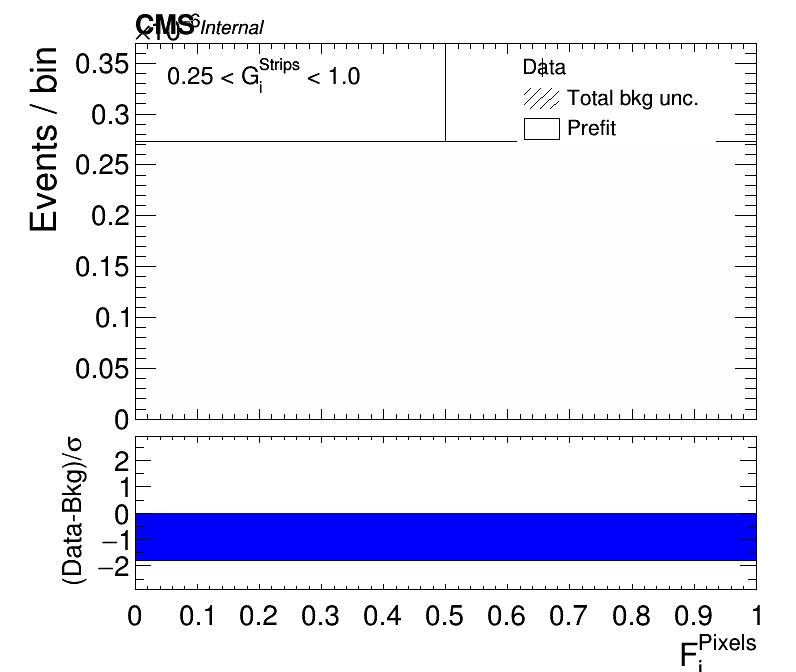 CMS Internal
×10⁻⁶
0.25 < G_i^Strips < 1.0
Data
Total bkg unc.
Prefit
Events / bin
0.35
0.3
0.25
0.2
0.15
0.1
0.05
0
(Data-Bkg)/σ
2
1
0
−1
−2
0 0.1 0.2 0.3 0.4 0.5 0.6 0.7 0.8 0.9 1
F_i^Pixels